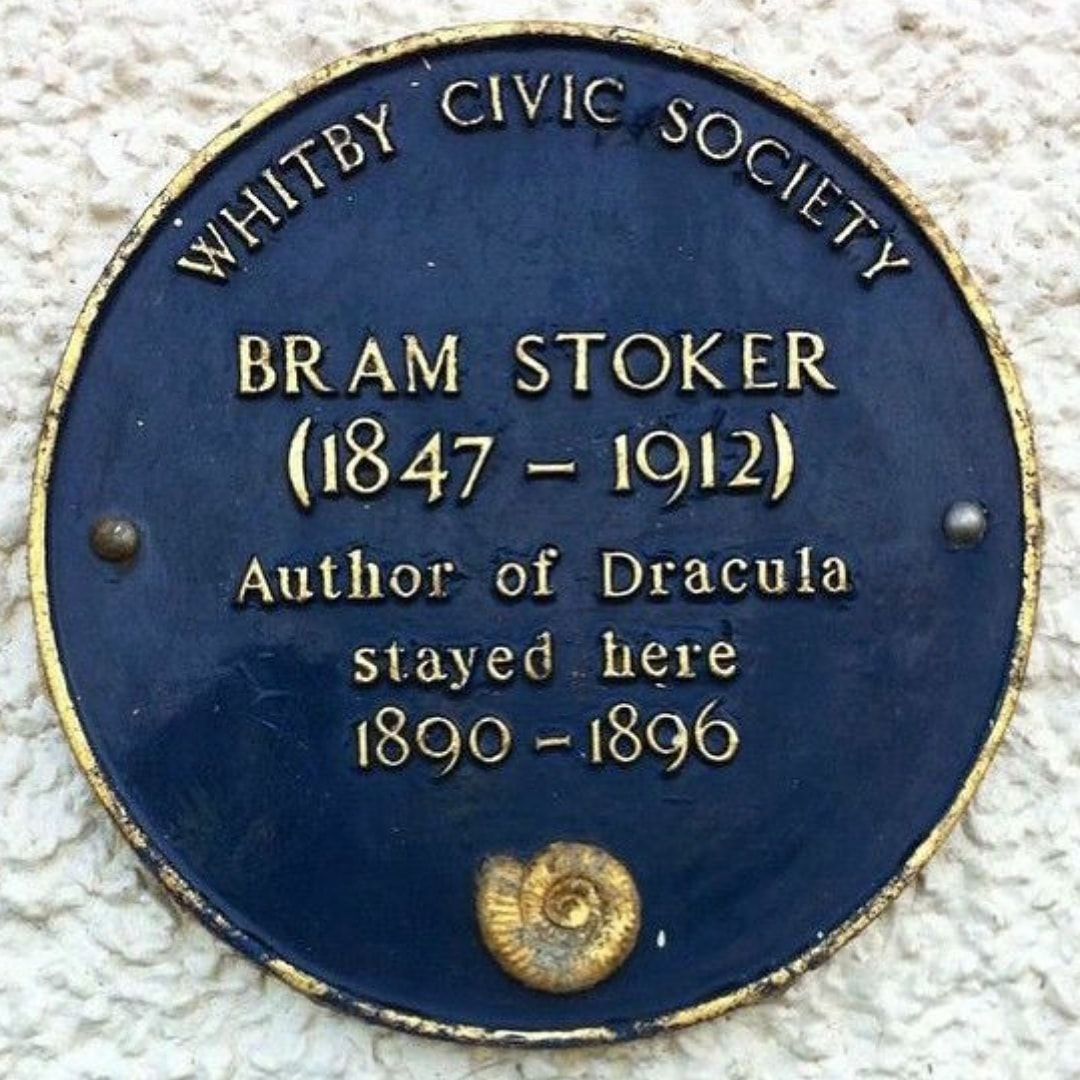 WHITBY CIVIC SOCIETY
BRAM STOKER
(1847 – 1912)
Author of Dracula
stayed here
1890 – 1896